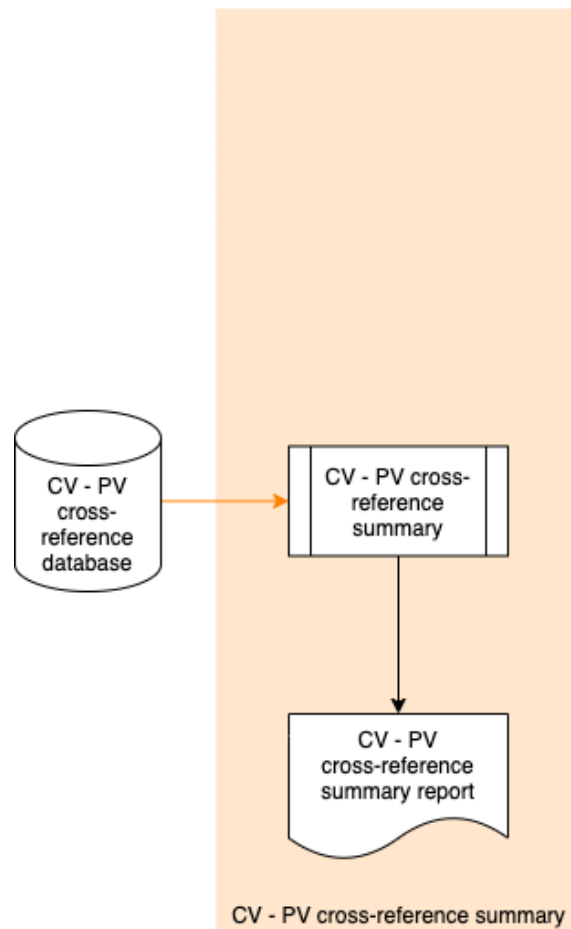 CV - PV
cross-
reference
database
CV - PV cross-
reference
summary
CV - PV
cross-reference
summary report
CV - PV cross-reference summary